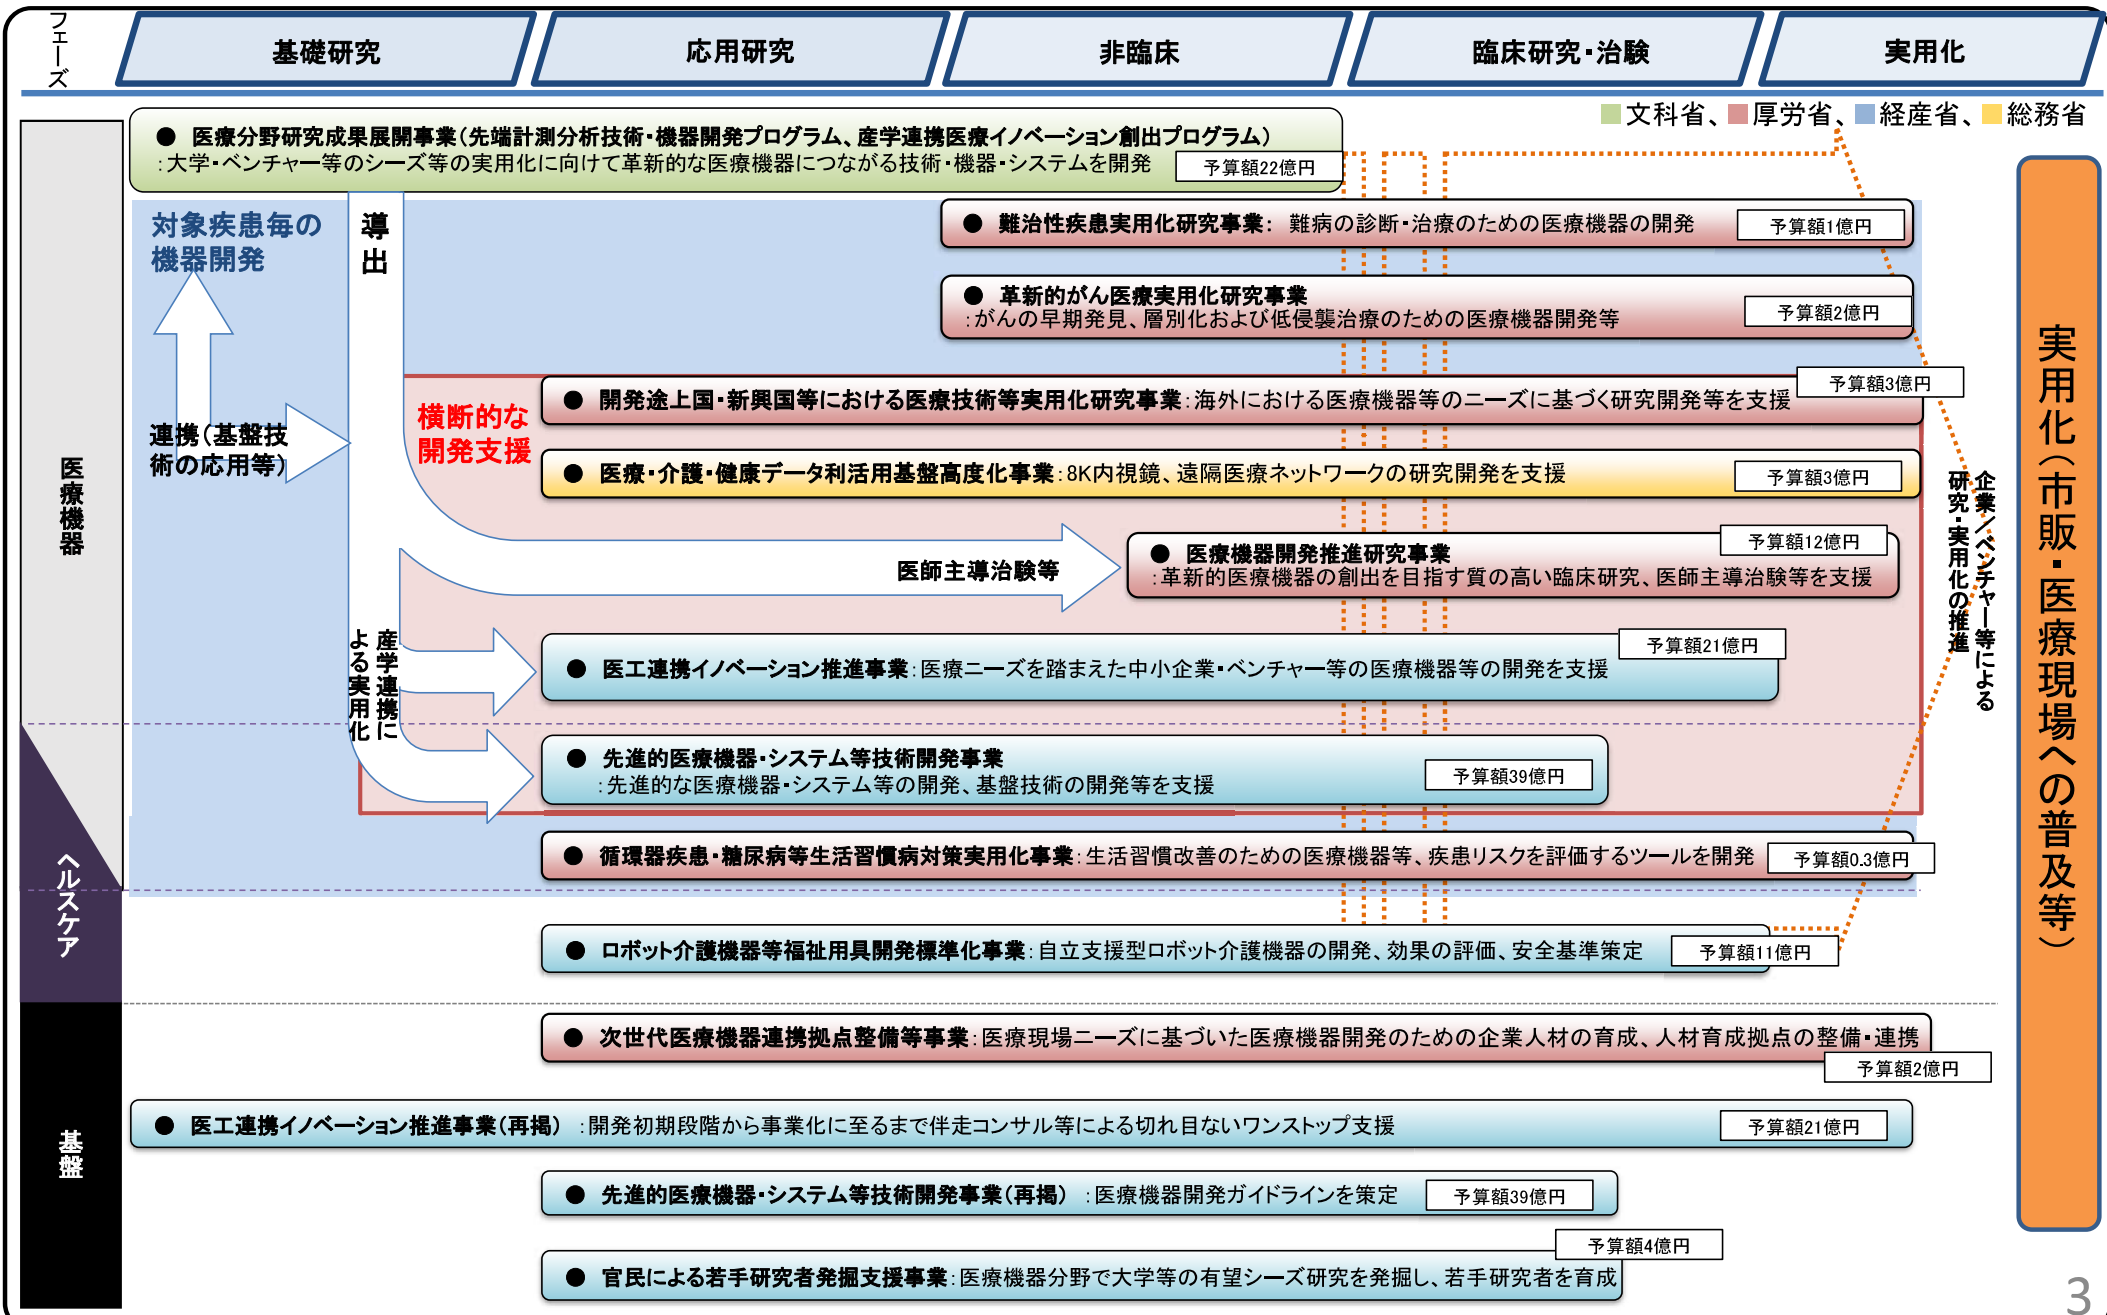 フェーズ
基礎研究
応用研究
非臨床
臨床研究・治験
実用化
文科省、厚労省、経産省、総務省
● 医療分野研究成果展開事業(先端計測分析技術・機器開発プログラム、産学連携医療イノベーション創出プログラム)
:大学・ベンチャー等のシーズ等の実用化に向けて革新的な医療機器につながる技術・機器・システムを開発
予算額22億円
対象疾患毎の
機器開発
導出
● 難治性疾患実用化研究事業: 難病の診断・治療のための医療機器の開発
予算額1億円
● 革新的がん医療実用化研究事業
:がんの早期発見、層別化および低侵襲治療のための医療機器開発等
予算額2億円
医療機器
連携(基盤技
術の応用等)
横断的な
開発支援
● 開発途上国・新興国等における医療技術等実用化研究事業:海外における医療機器等のニーズに基づく研究開発等を支援
予算額3億円
● 医療・介護・健康データ利活用基盤高度化事業:8K内視鏡、遠隔医療ネットワークの研究開発を支援
予算額3億円
医師主導治験等
● 医療機器開発推進研究事業
:革新的医療機器の創出を目指す質の高い臨床研究、医師主導治験等を支援
予算額12億円
産学連携に
よる実用化
● 医工連携イノベーション推進事業:医療ニーズを踏まえた中小企業・ベンチャー等の医療機器等の開発を支援
予算額21億円
● 先進的医療機器・システム等技術開発事業
:先進的な医療機器・システム等の開発、基盤技術の開発等を支援
予算額39億円
企業/ベンチャー等による
研究・実用化の推進
実用化(市販・医療現場への普及等)
ヘルスケア
● 循環器疾患・糖尿病等生活習慣病対策実用化事業:生活習慣改善のための医療機器等、疾患リスクを評価するツールを開発
予算額0.3億円
● ロボット介護機器等福祉用具開発標準化事業:自立支援型ロボット介護機器の開発、効果の評価、安全基準策定
予算額11億円
基盤
● 次世代医療機器連携拠点整備等事業:医療現場ニーズに基づいた医療機器開発のための企業人材の育成、人材育成拠点の整備・連携
予算額2億円
● 医工連携イノベーション推進事業(再掲) :開発初期段階から事業化に至るまで伴走コンサル等による切れ目ないワンストップ支援
予算額21億円
● 先進的医療機器・システム等技術開発事業(再掲) :医療機器開発ガイドラインを策定
予算額39億円
● 官民による若手研究者発掘支援事業:医療機器分野で大学等の有望シーズ研究を発掘し、若手研究者を育成
予算額4億円
3